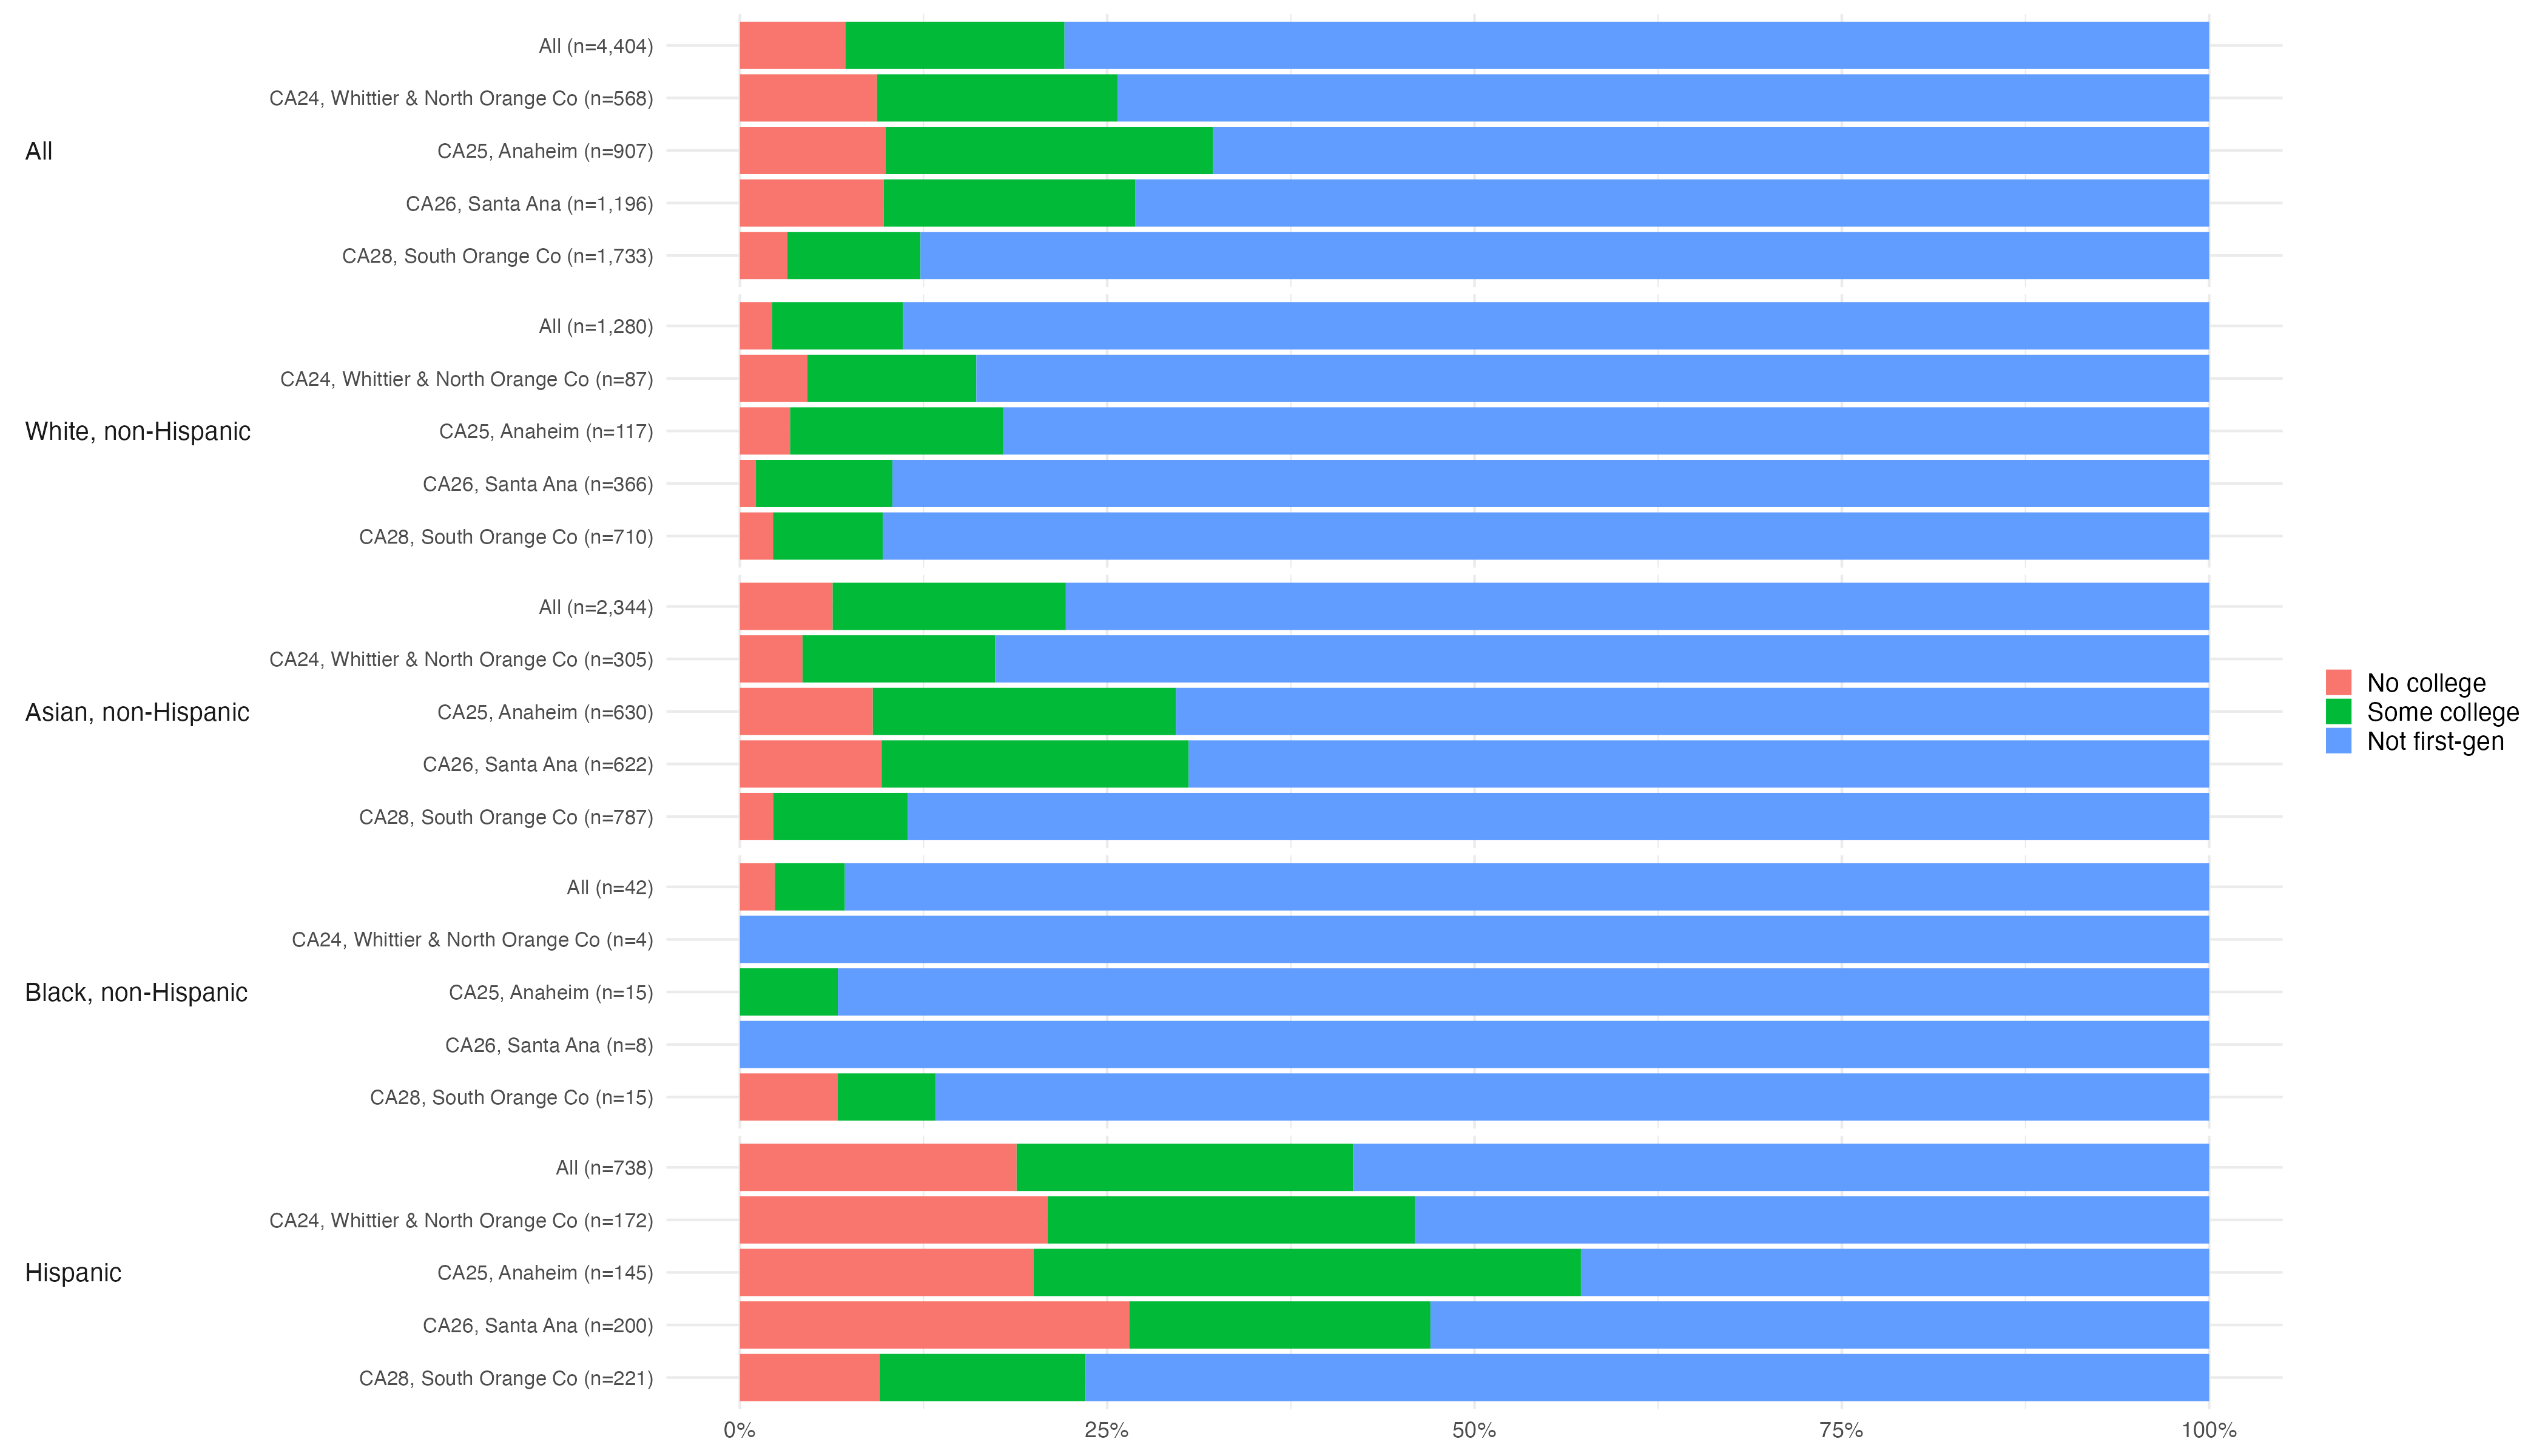 All
All (n=4,404)
CA24, Whittier & North Orange Co (n=568)
CA25, Anaheim (n=907)
CA26, Santa Ana (n=1,196)
CA28, South Orange Co (n=1,733)
White, non-Hispanic
All (n=1,280)
CA24, Whittier & North Orange Co (n=87)
CA25, Anaheim (n=117)
CA26, Santa Ana (n=366)
CA28, South Orange Co (n=710)
Asian, non-Hispanic
All (n=2,344)
CA24, Whittier & North Orange Co (n=305)
CA25, Anaheim (n=630)
CA26, Santa Ana (n=622)
CA28, South Orange Co (n=787)
Black, non-Hispanic
All (n=42)
CA24, Whittier & North Orange Co (n=4)
CA25, Anaheim (n=15)
CA26, Santa Ana (n=8)
CA28, South Orange Co (n=15)
Hispanic
All (n=738)
CA24, Whittier & North Orange Co (n=172)
CA25, Anaheim (n=145)
CA26, Santa Ana (n=200)
CA28, South Orange Co (n=221)
0% 25% 50% 75% 100%
No college
Some college
Not first-gen